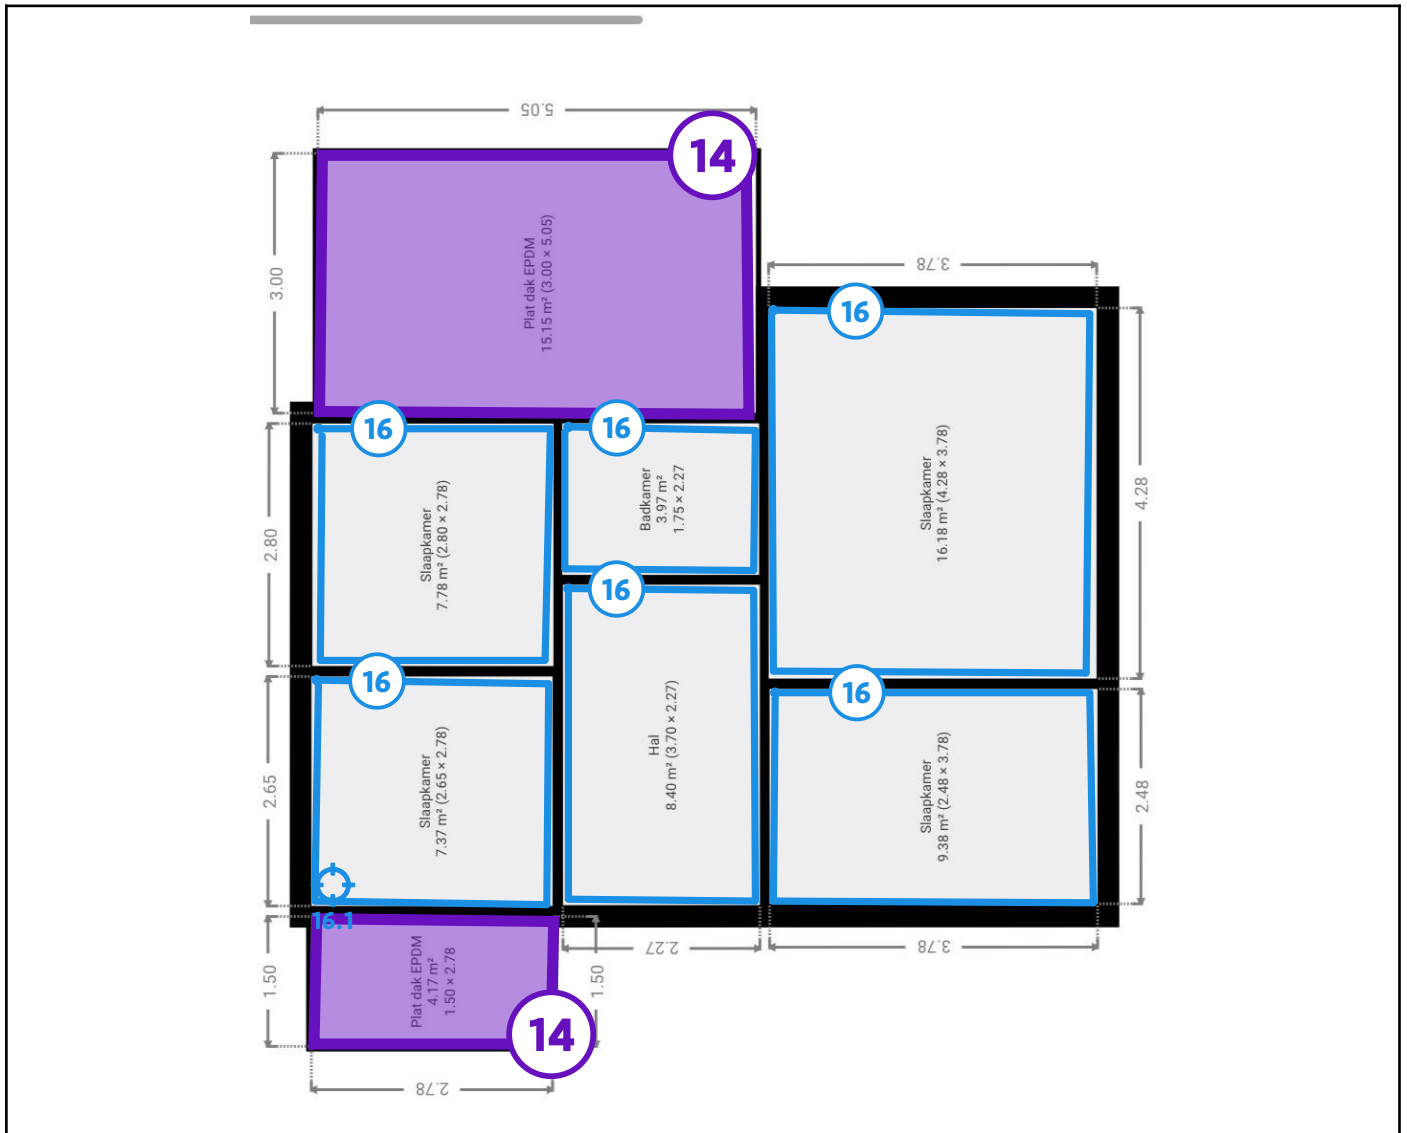 5.05
14
3.00
Plat dak EPDM
15.15 m² (3.00 × 5.05)
3.78
16
16
16
2.80
Slaapkamer
7.78 m² (2.80 × 2.78)
Badkamer
3.97 m²
1.75 × 2.27
Slaapkamer
16.18 m² (4.28 × 3.78)
4.28
16
16
16
2.65
Slaapkamer
7.37 m² (2.65 × 2.78)
Hal
8.40 m² (3.70 × 2.27)
Slaapkamer
9.38 m² (2.48 × 3.78)
2.48
16.1
1.50
Plat dak EPDM
4.17 m²
1.50 × 2.78
1.50
2.27
3.78
14
2.78